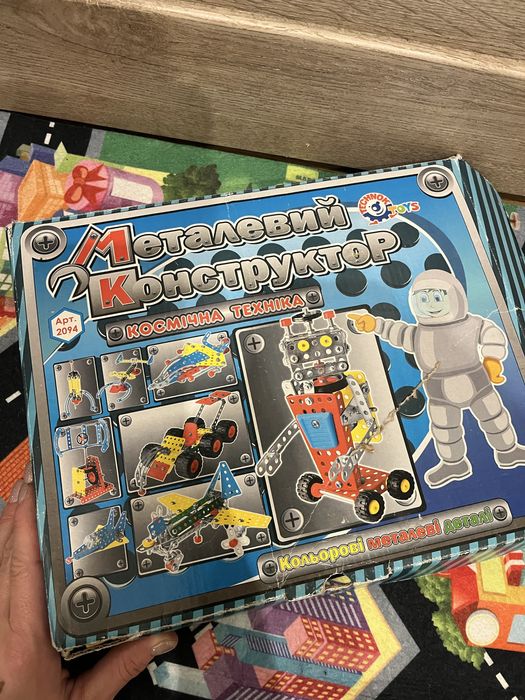 Металевий
Конструктор
TECHNOK
TOYS
КОСМІЧНА ТЕХНІКА
Арт.
2094
Кольорові металеві деталі